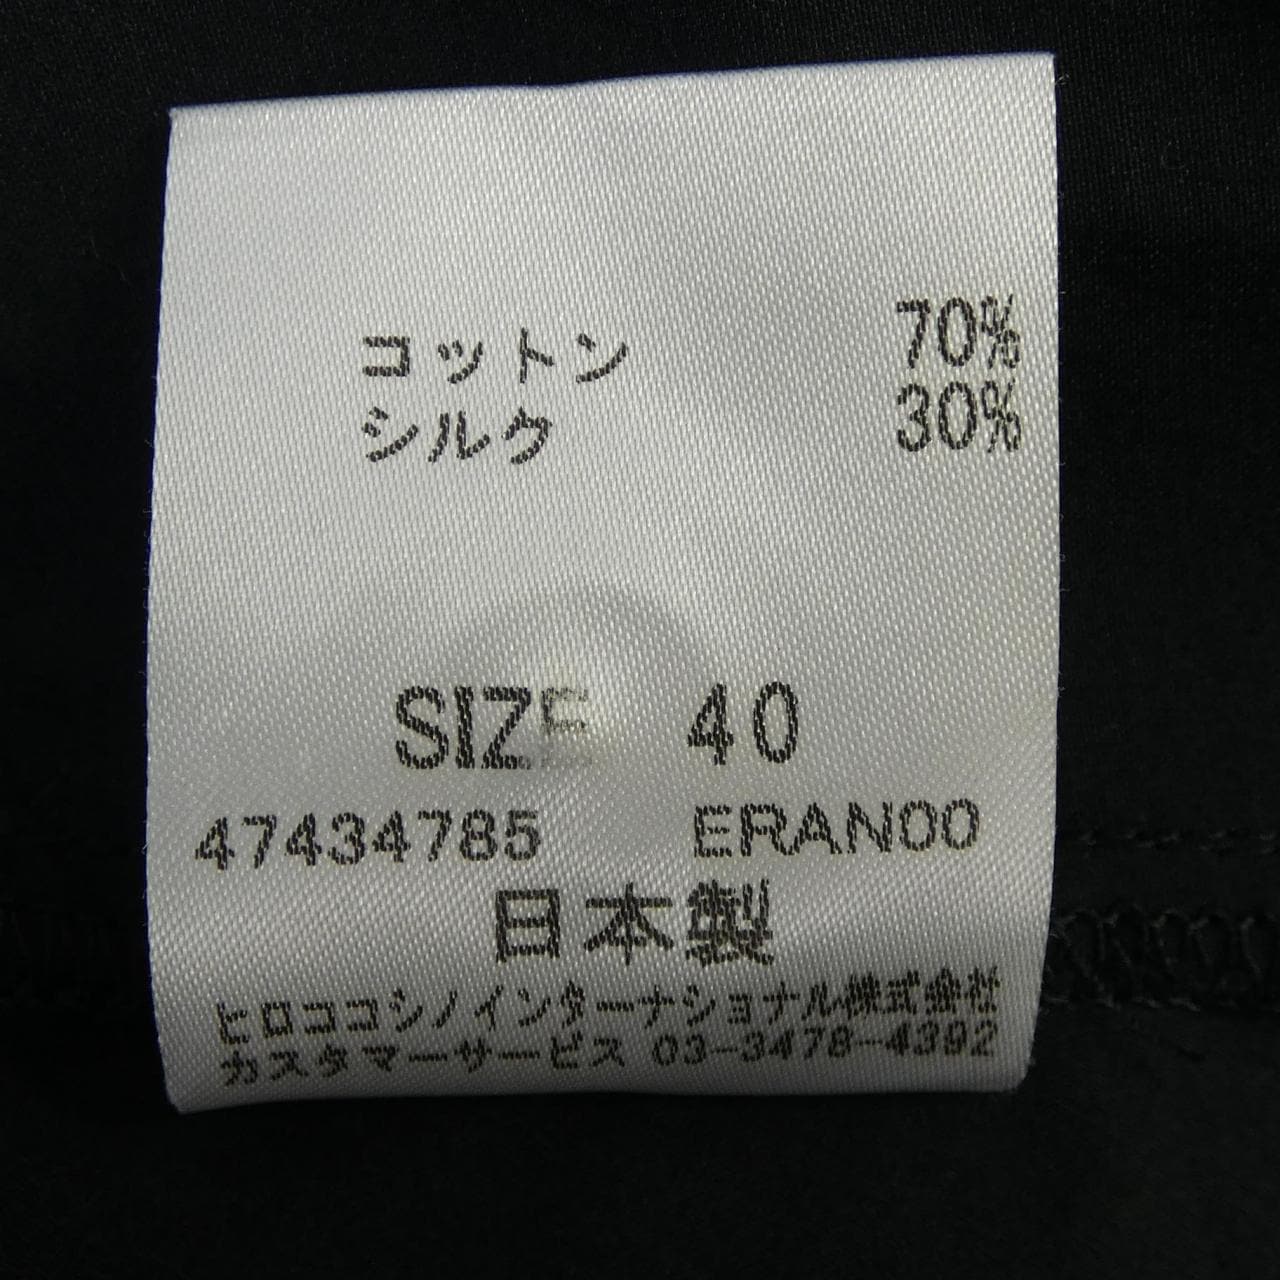 コットン 70%
シルク 30%
SIZE 40
47434785 ERAN00
日本製
ヒロココシノインターナショナル株式会社
カスタマーサービス 03-3478-4392